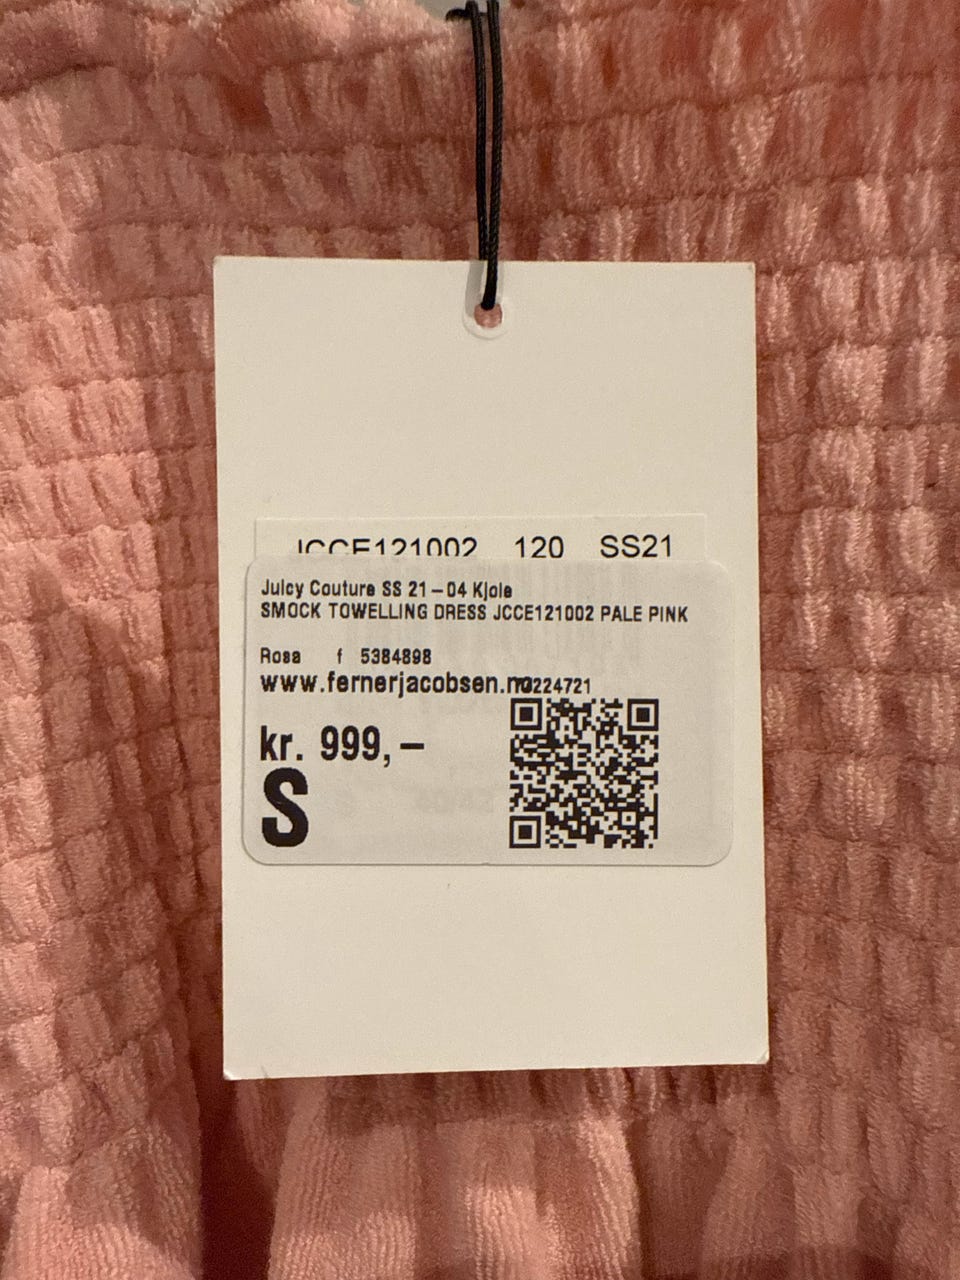 JCCE121002 120 SS21
Juicy Couture SS 21-04 Kjole
SMOCK TOWELLING DRESS JCCE121002 PALE PINK
Rosa f 5384898
www.fernerjacobsen.no 224721
kr. 999,-
S